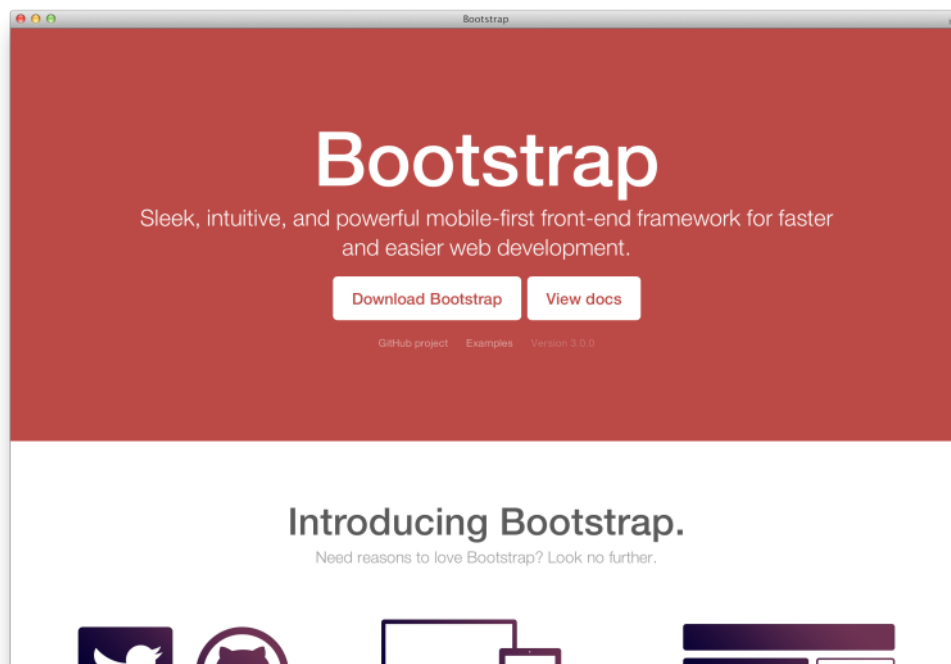 Bootstrap
Bootstrap
Sleek, intuitive, and powerful mobile-first front-end framework for faster
and easier web development.
Download Bootstrap View docs
GitHub project Examples Version 3.0.0
Introducing Bootstrap.
Need reasons to love Bootstrap? Look no further.